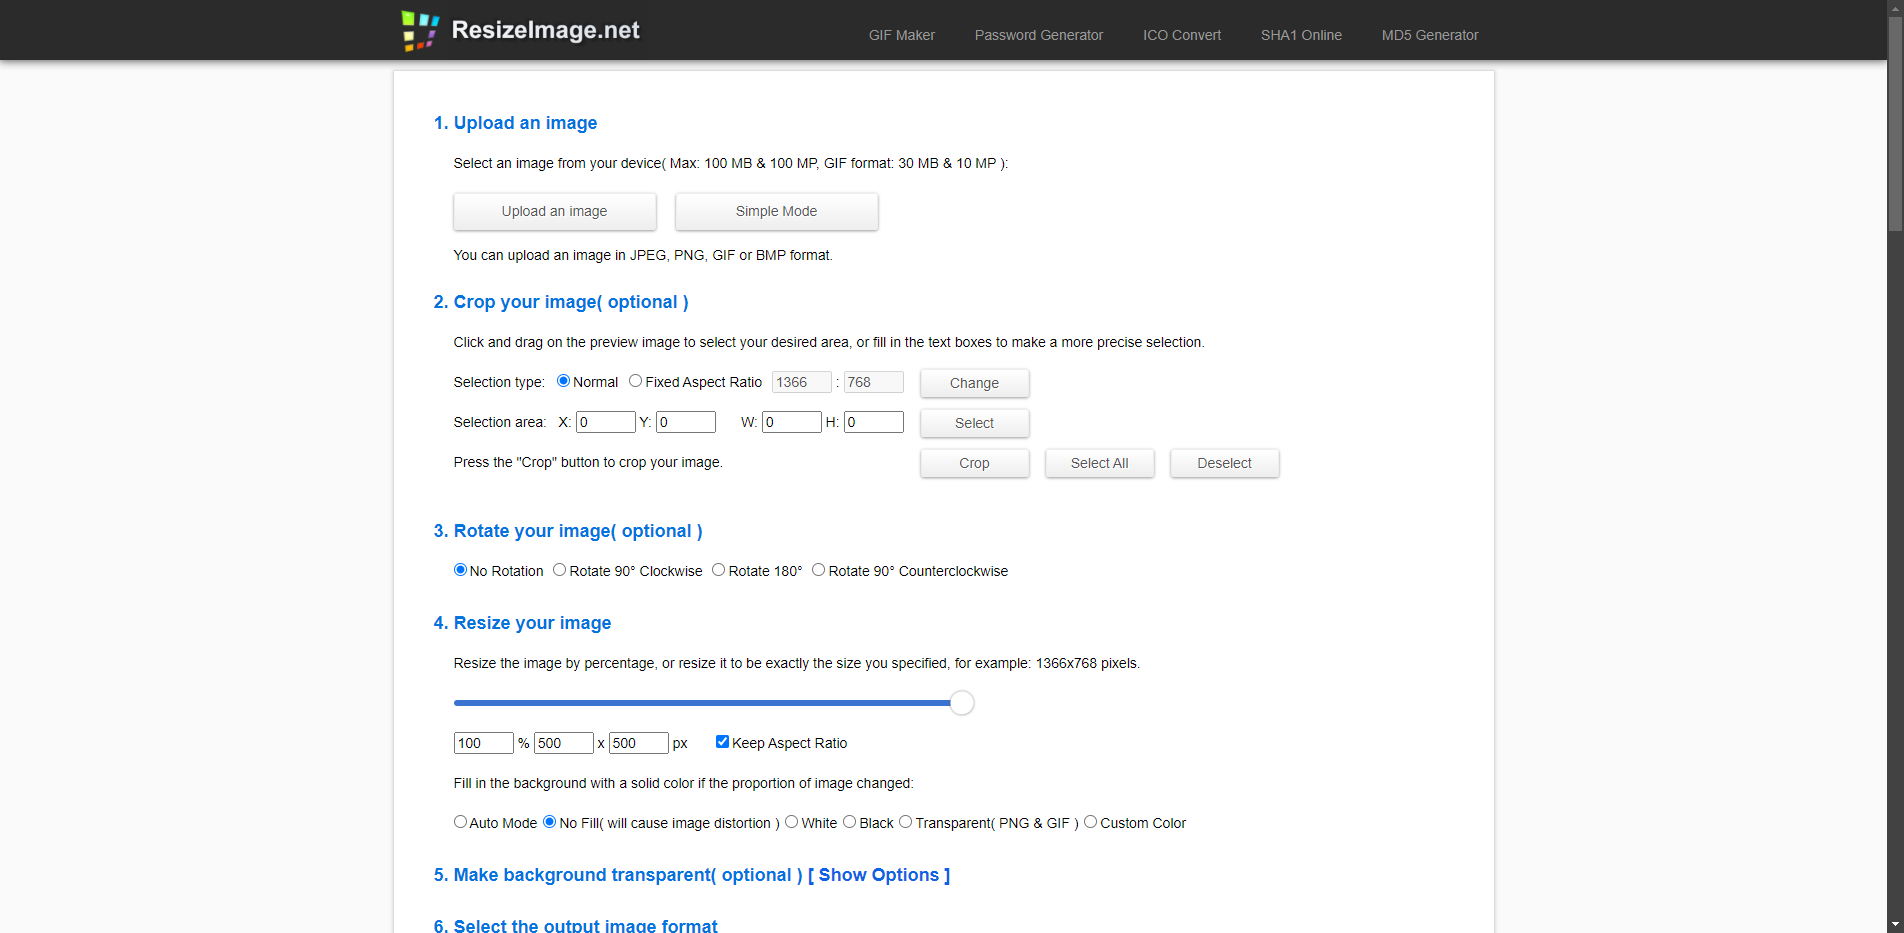 ResizeImage.net
GIF Maker Password Generator ICO Convert SHA1 Online MD5 Generator
1. Upload an image
Select an image from your device( Max: 100 MB & 100 MP, GIF format: 30 MB & 10 MP ):
Upload an image Simple Mode
You can upload an image in JPEG, PNG, GIF or BMP format.
2. Crop your image( optional )
Click and drag on the preview image to select your desired area, or fill in the text boxes to make a more precise selection.
Selection type: Normal Fixed Aspect Ratio 1366 : 768 Change
Selection area: X: 0 Y: 0 W: 0 H: 0 Select
Press the "Crop" button to crop your image. Crop Select All Deselect
3. Rotate your image( optional )
No Rotation Rotate 90° Clockwise Rotate 180° Rotate 90° Counterclockwise
4. Resize your image
Resize the image by percentage, or resize it to be exactly the size you specified, for example: 1366x768 pixels.
100 % 500 x 500 px Keep Aspect Ratio
Fill in the background with a solid color if the proportion of image changed:
Auto Mode No Fill( will cause image distortion ) White Black Transparent( PNG & GIF ) Custom Color
5. Make background transparent( optional ) [ Show Options ]
6. Select the output image format